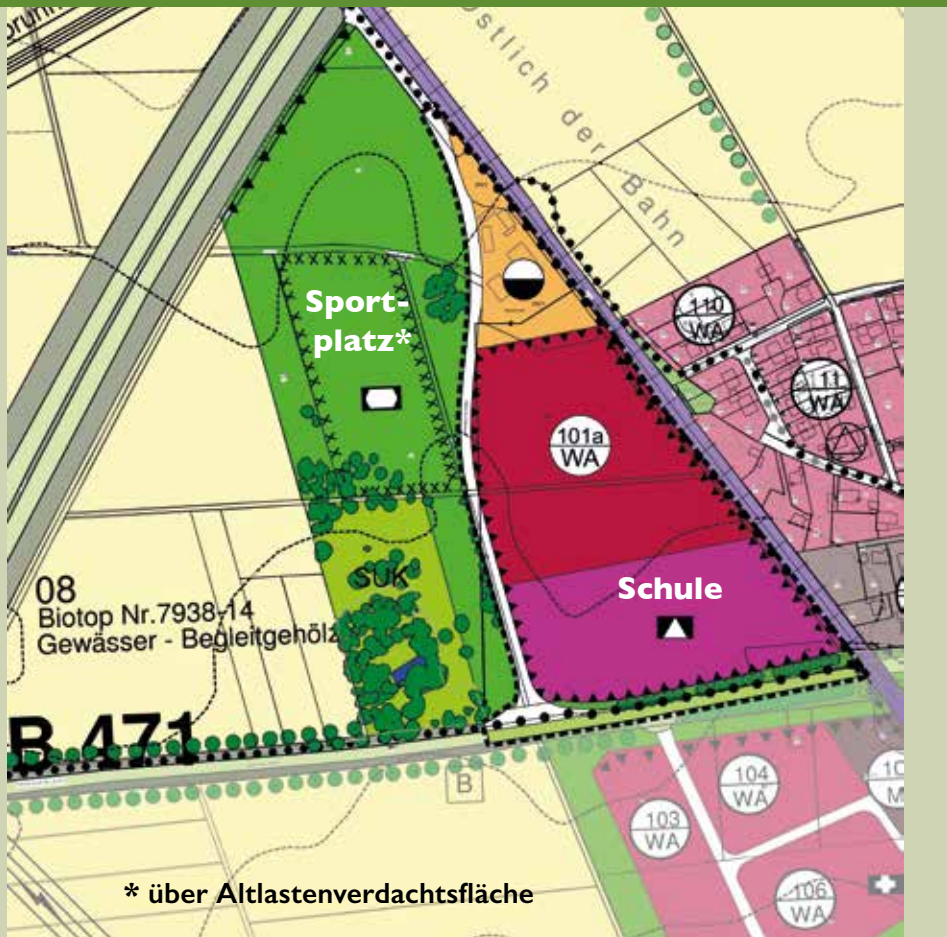 Östlich der Bahn
110
WA
11
WA
Sport-
platz*
101a
WA
SUK
08
Biotop Nr.7938-14
Gewässer - Begleitgehölz
Schule
B 471
B
104
WA
103
WA
106
WA
* über Altlastenverdachtsfläche